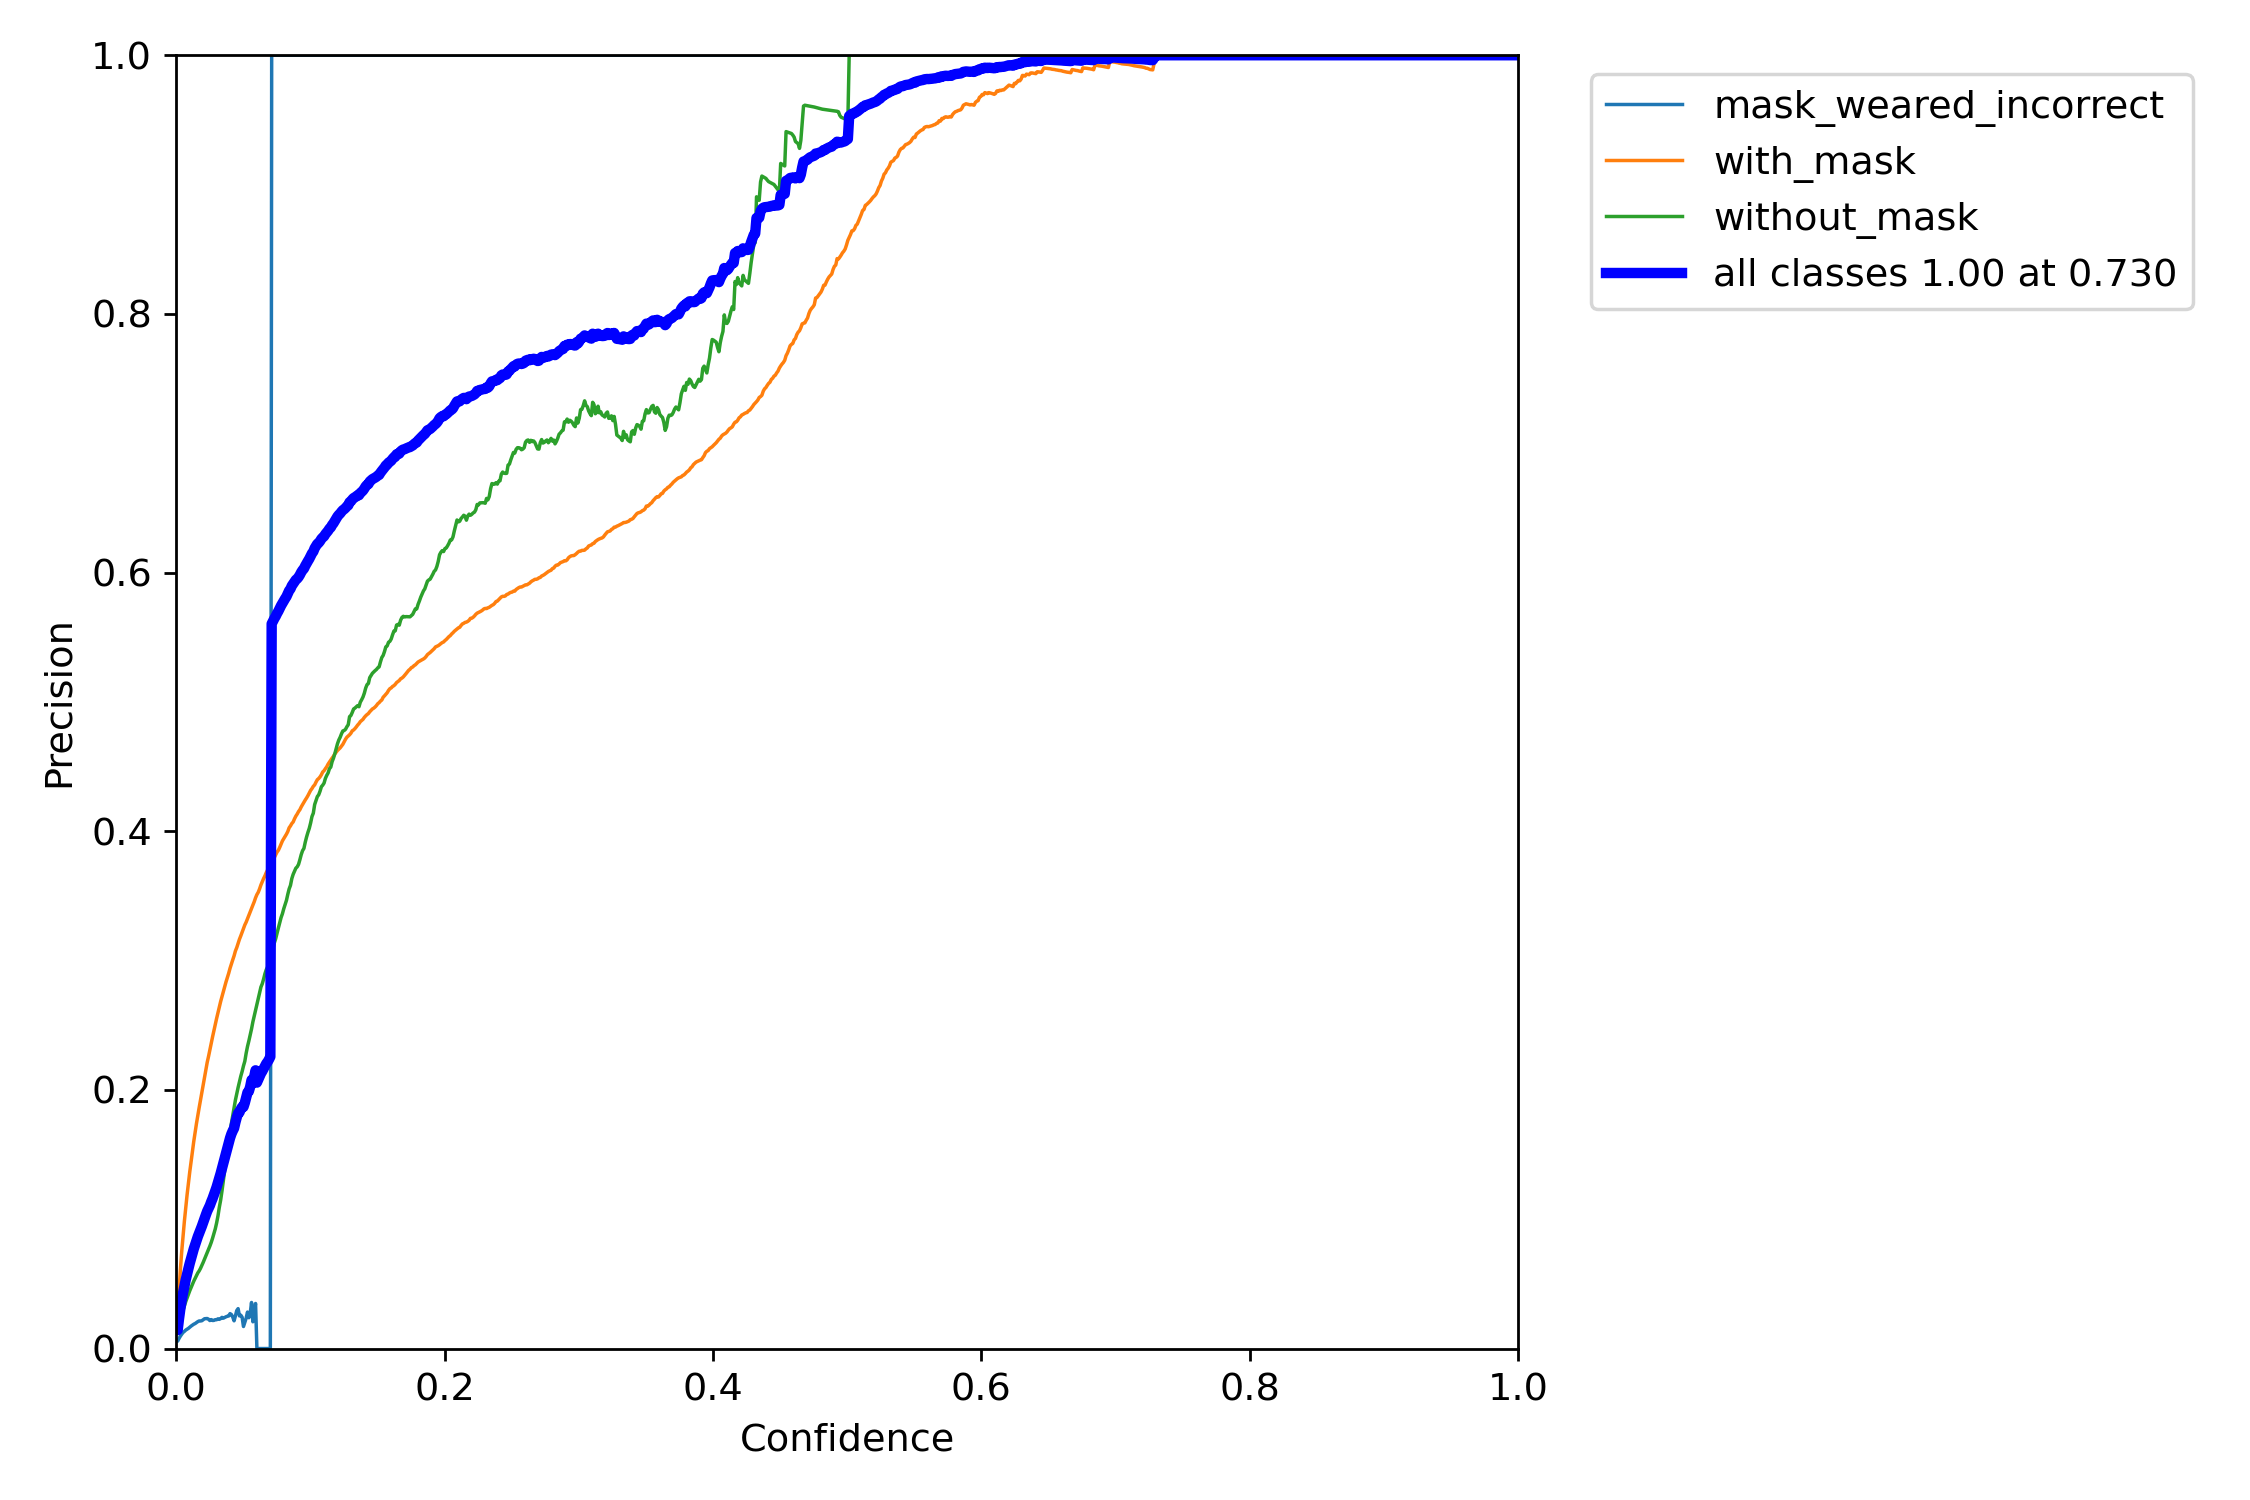 1.0
0.8
0.6
0.4
0.2
0.0
Precision
0.0 0.2 0.4 0.6 0.8 1.0
Confidence
mask_weared_incorrect
with_mask
without_mask
all classes 1.00 at 0.730